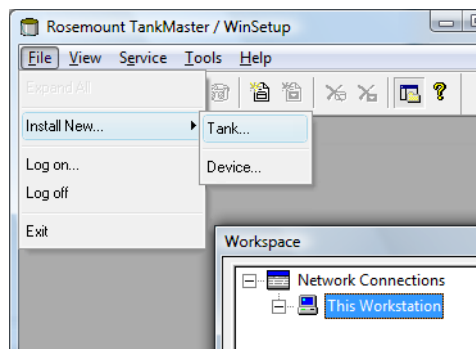 Rosemount TankMaster / WinSetup
File View Service Tools Help
Expand All
Install New...
Tank...
Log on...
Device...
Log off
Exit
Workspace
Network Connections
This Workstation